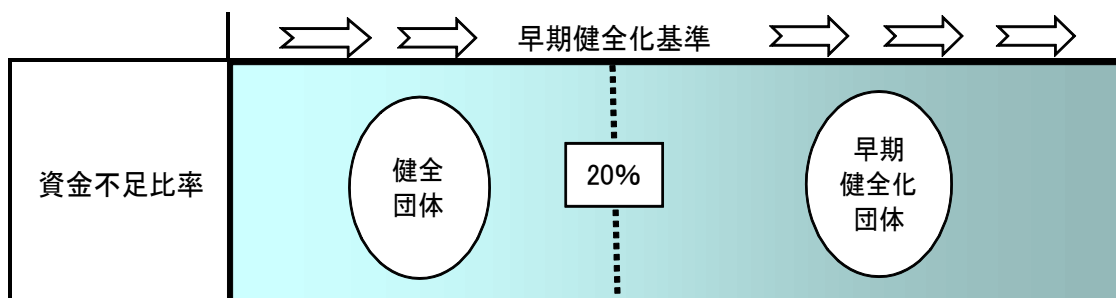 早期健全化基準
資金不足比率
健全
団体
20%
早期
健全化
団体